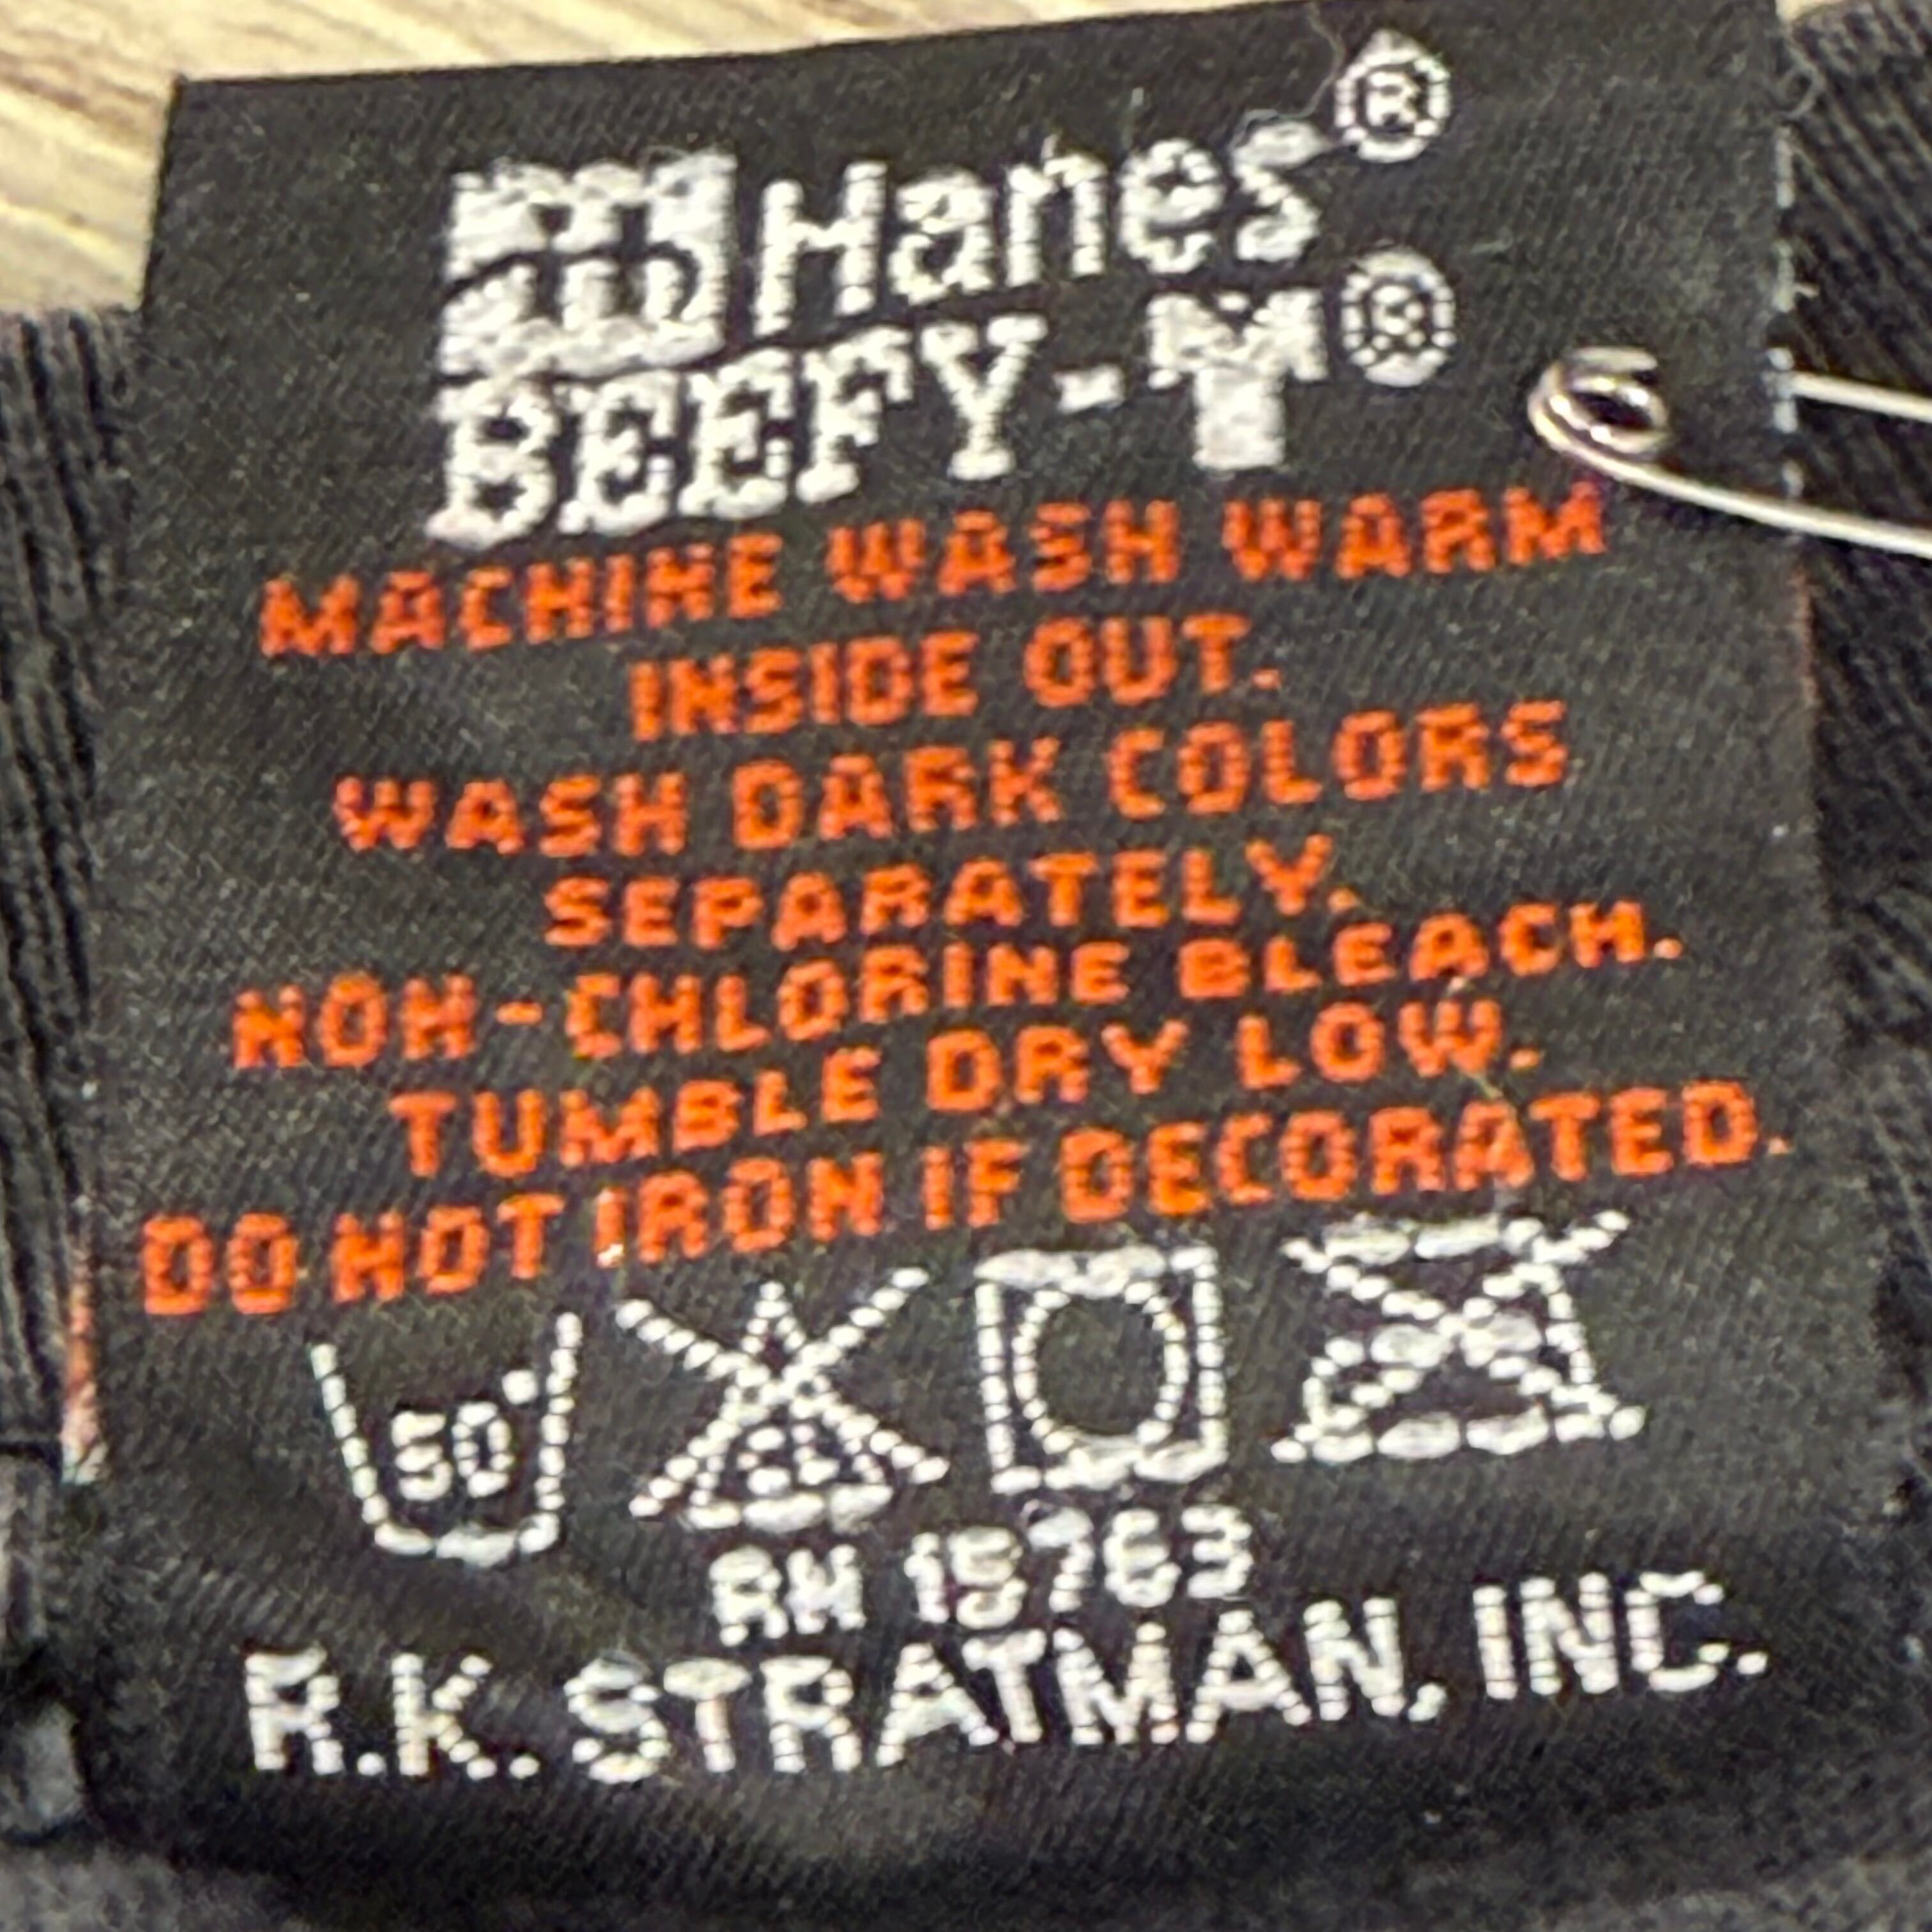 Hanes®
BEEFY-T®
MACHINE WASH WARM
INSIDE OUT.
WASH DARK COLORS
SEPARATELY.
NON-CHLORINE BLEACH.
TUMBLE DRY LOW.
DO NOT IRON IF DECORATED.
50° CL
RN 15763
R.K. STRATMAN, INC.